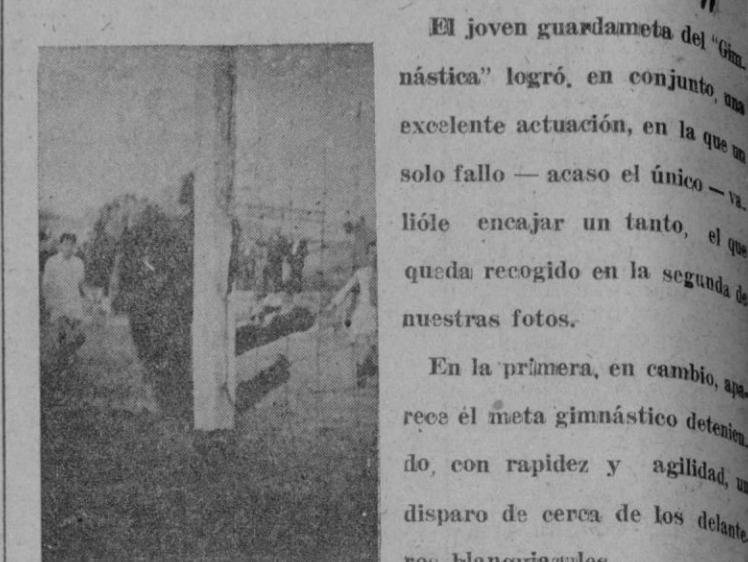 El joven guardameta del "Gim-
nástica" logró, en conjunto, una
excelente actuación, en la que un
solo fallo — acaso el único — va-
lióle encajar un tanto, el que
queda recogido en la segunda de
nuestras fotos.
En la primera, en cambio, apa-
rece el meta gimnástico detenien-
do, con rapidez y agilidad, un
disparo de cerca de los delante-
ros blanquiazules